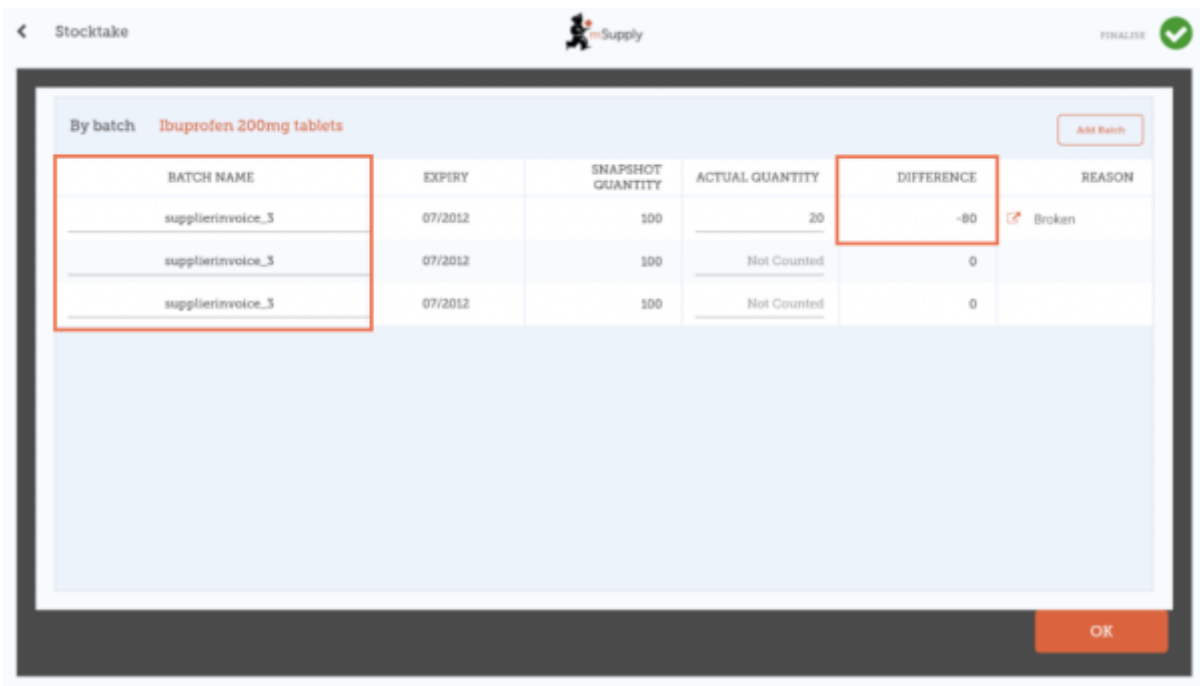 Stocktake
mSupply
FINALISE
By batch Ibuprofen 200mg tablets
Add Batch
BATCH NAME EXPIRY SNAPSHOT QUANTITY ACTUAL QUANTITY DIFFERENCE REASON
supplierinvoice_3 07/2012 100 20 -80 Broken
supplierinvoice_3 07/2012 100 Not Counted 0
supplierinvoice_3 07/2012 100 Not Counted 0
OK